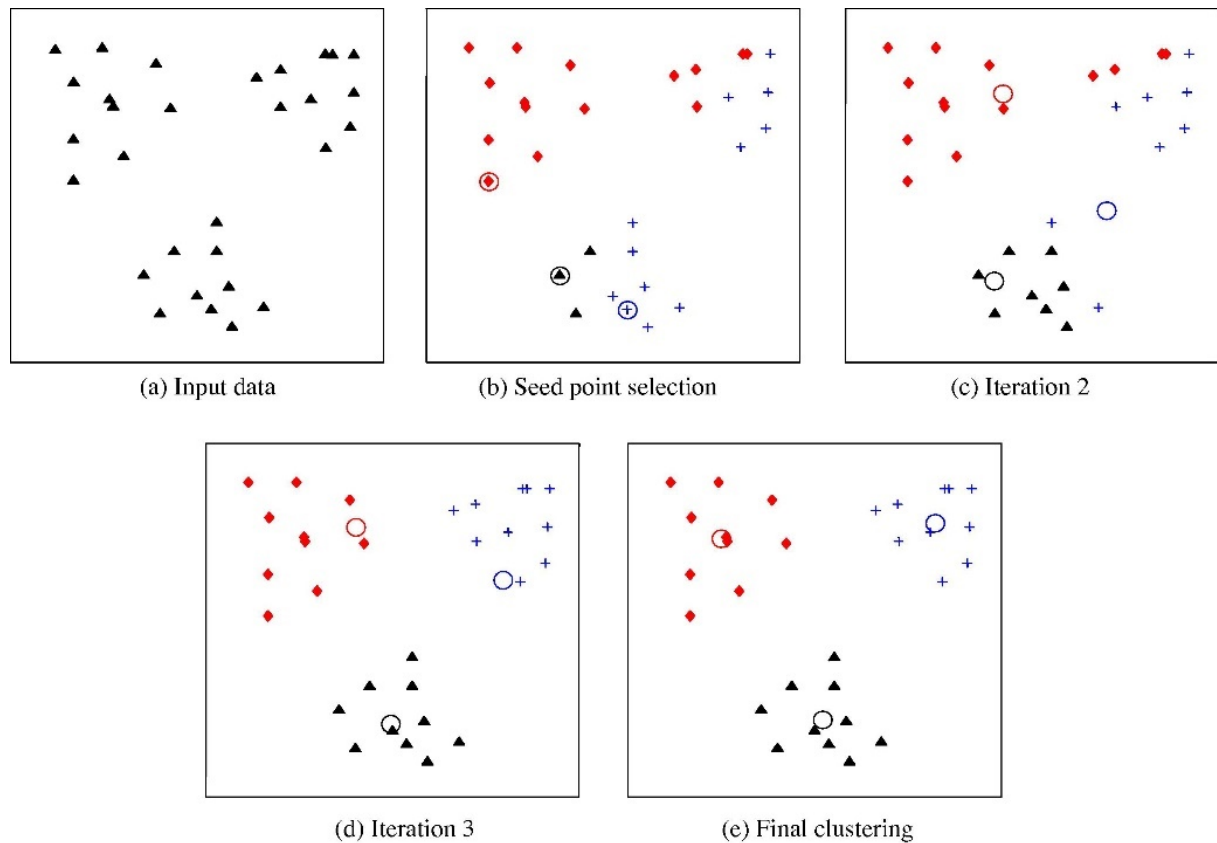 (a) Input data
(b) Seed point selection
(c) Iteration 2
(d) Iteration 3
(e) Final clustering